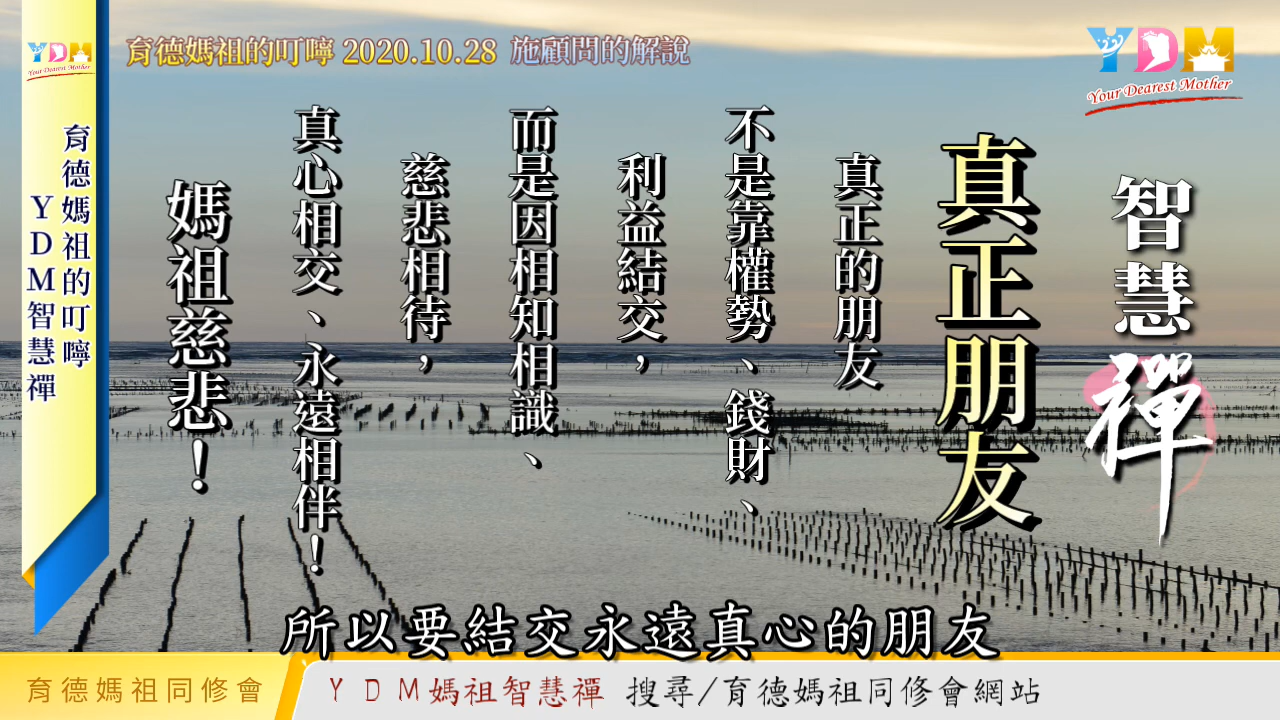 育德媽祖的叮嚀 2020.10.28 施顧問的解說
YDM
Your Dearest Mother
YDM
Your Dearest Mother
育德媽祖的叮嚀
YDM智慧禪
智慧禪
真正朋友
真正的朋友
不是靠權勢、錢財、
利益結交，
而是因相知相識、
慈悲相待，
真心相交、永遠相伴！
媽祖慈悲！
所以要結交永遠真心的朋友
育德媽祖同修會
YDM媽祖智慧禪 搜尋/育德媽祖同修會網站